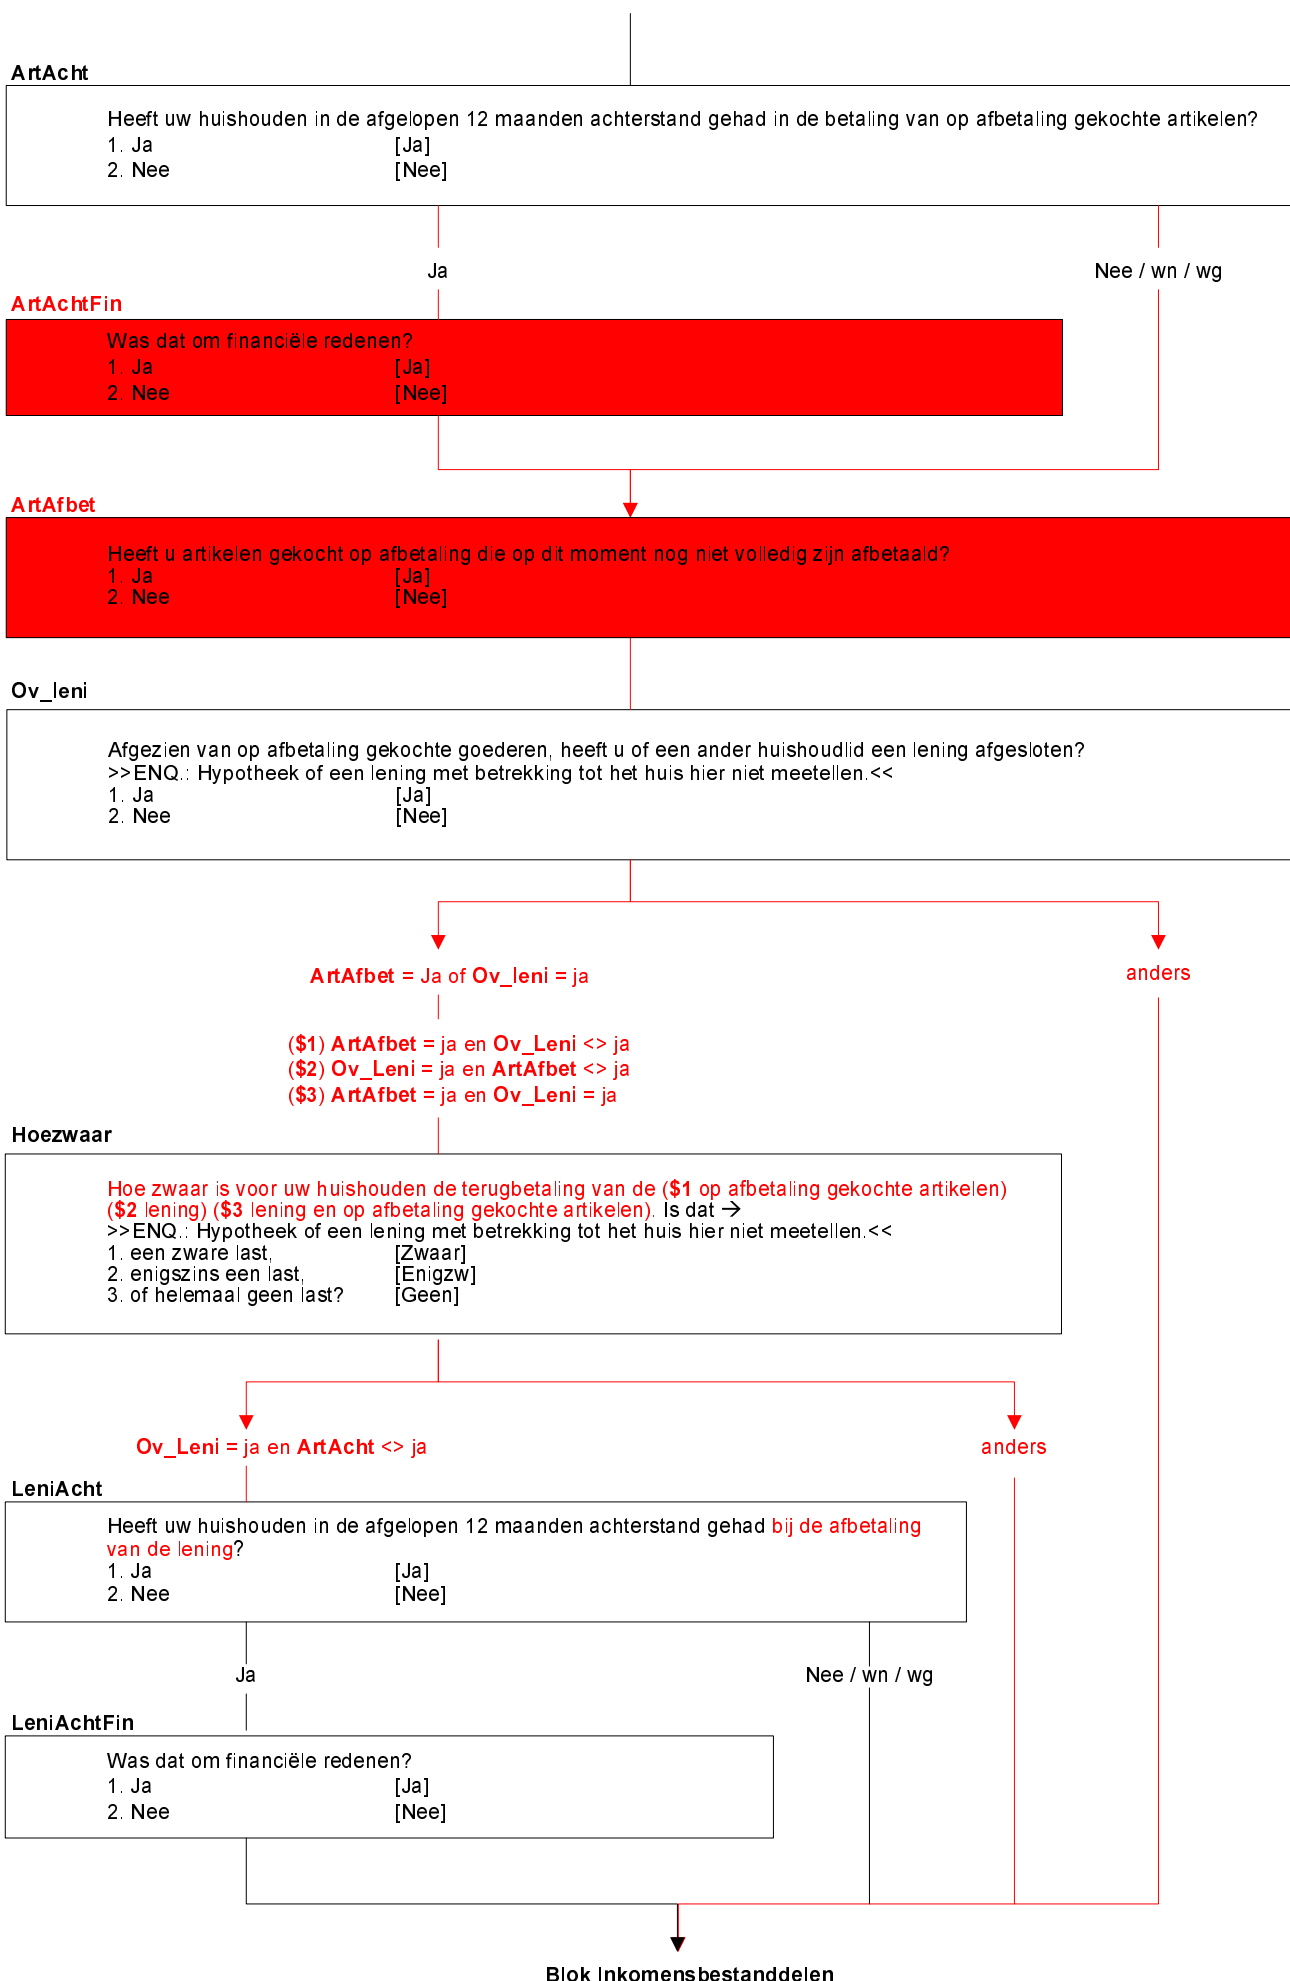 ArtAcht
Heeft uw huishouden in de afgelopen 12 maanden achterstand gehad in de betaling van op afbetaling gekochte artikelen?
1. Ja [Ja]
2. Nee [Nee]
Ja Nee / wn / wg
ArtAchtFin
Was dat om financiële redenen?
1. Ja [Ja]
2. Nee [Nee]
ArtAfbet
Heeft u artikelen gekocht op afbetaling die op dit moment nog niet volledig zijn afbetaald?
1. Ja [Ja]
2. Nee [Nee]
Ov_leni
Afgezien van op afbetaling gekochte goederen, heeft u of een ander huishoudlid een lening afgesloten?
>>ENQ.: Hypotheek of een lening met betrekking tot het huis hier niet meetellen.<<
1. Ja [Ja]
2. Nee [Nee]
ArtAfbet = Ja of Ov_leni = ja anders
($1) ArtAfbet = ja en Ov_Leni <> ja
($2) Ov_Leni = ja en ArtAfbet <> ja
($3) ArtAfbet = ja en Ov_Leni = ja
Hoezwaar
Hoe zwaar is voor uw huishouden de terugbetaling van de ($1 op afbetaling gekochte artikelen)
($2 lening) ($3 lening en op afbetaling gekochte artikelen). Is dat →
>>ENQ.: Hypotheek of een lening met betrekking tot het huis hier niet meetellen.<<
1. een zware last, [Zwaar]
2. enigszins een last, [Enigzw]
3. of helemaal geen last? [Geen]
Ov_Leni = ja en ArtAcht <> ja anders
LeniAcht
Heeft uw huishouden in de afgelopen 12 maanden achterstand gehad bij de afbetaling
van de lening?
1. Ja [Ja]
2. Nee [Nee]
Ja Nee / wn / wg
LeniAchtFin
Was dat om financiële redenen?
1. Ja [Ja]
2. Nee [Nee]
Blok Inkomensbestanddelen